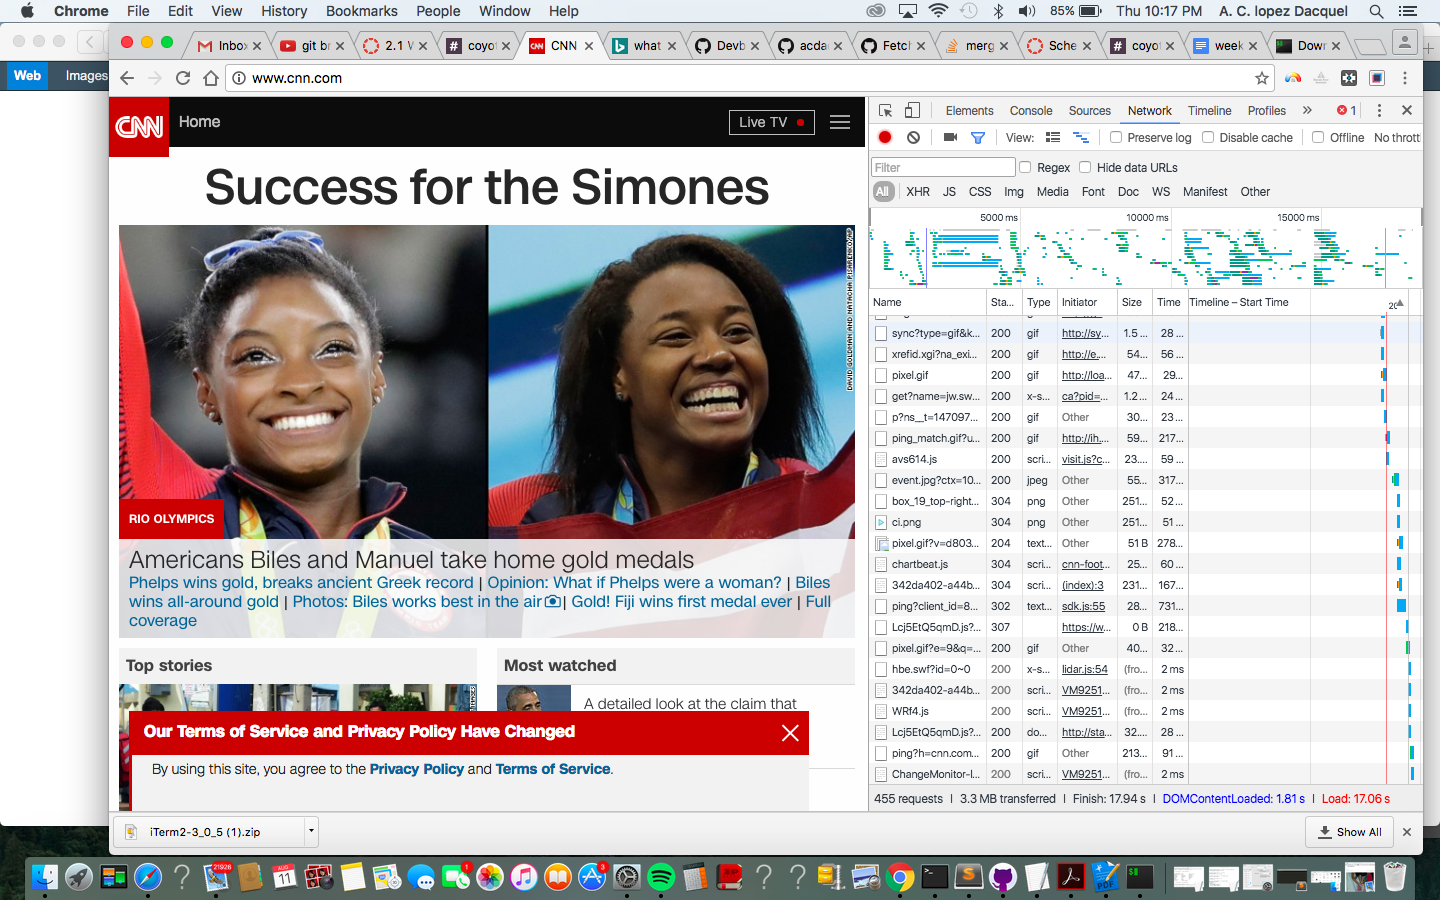 Chrome File Edit View History Bookmarks People Window Help 85% Thu 10:17 PM A. C. lopez Dacquel
Inbox git br 2.1 V coyot CNN what Devb acda Fetch merg Sche coyot week Dow
www.cnn.com
Web Images
CNN Home Live TV
Success for the Simones
DAVID GOLDMAN AND NATACHA PISARENKO/AP
RIO OLYMPICS
Americans Biles and Manuel take home gold medals
Phelps wins gold, breaks ancient Greek record | Opinion: What if Phelps were a woman? | Biles
wins all-around gold | Photos: Biles works best in the air | Gold! Fiji wins first medal ever | Full
coverage
Top stories
Most watched
A detailed look at the claim that
Our Terms of Service and Privacy Policy Have Changed
By using this site, you agree to the Privacy Policy and Terms of Service.
Elements Console Sources Network Timeline Profiles » 1
View: Preserve log Disable cache Offline No thrott
Filter Regex Hide data URLs
All XHR JS CSS Img Media Font Doc WS Manifest Other
5000 ms 10000 ms 15000 ms
Name Sta... Type Initiator Size Time Timeline – Start Time 20
sync?type=gif&k... 200 gif http://sy... 1.5 ... 28 ...
xrefid.xgi?na_exi... 200 gif http://e... 54... 56 ...
pixel.gif 200 gif http://loa... 47... 29...
get?name=jw.sw... 200 x-s... ca?pid=... 1.2... 24 ...
p?ns__t=147097... 200 gif Other 30... 23...
ping_match.gif?u... 200 gif http://ih... 59... 217...
avs614.js 200 scri... visit.js?c... 23.... 59 ...
event.jpg?ctx=10... 200 jpeg Other 55... 317...
box_19_top-right... 304 png Other 251... 52 ...
ci.png 304 png Other 251... 51 ...
pixel.gif?v=d803... 204 text... Other 51 B 278...
chartbeat.js 304 scri... cnn-foot... 25... 60 ...
342da402-a44b... 304 scri... (index):3 231... 167...
ping?client_id=8... 302 text... sdk.js:55 28... 731...
Lcj5EtQ5qmD.js?... 307 https://w... 0 B 218...
pixel.gif?e=9&q=... 200 gif Other 40... 32...
hbe.swf?id=0~0 200 x-s... lidar.js:54 (fro... 2 ms
342da402-a44b... 200 scri... VM9251... (fro... 2 ms
WRf4.js 200 scri... VM9251... (fro... 2 ms
Lcj5EtQ5qmD.js?... 200 do... http://sta... 32.... 28 ...
ping?h=cnn.com... 200 gif Other 213... 91 ...
ChangeMonitor-l... 200 scri... VM9251... (fro... 2 ms
455 requests | 3.3 MB transferred | Finish: 17.94 s | DOMContentLoaded: 1.81 s | Load: 17.06 s
iTerm2-3_0_5 (1).zip Show All
21926 AUG 11 1 3 PDF